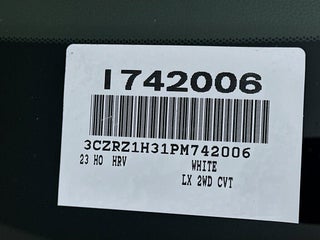 I742006
3CZRZ1H31PM742006
23 HO HRV WHITE
LX 2WD CVT